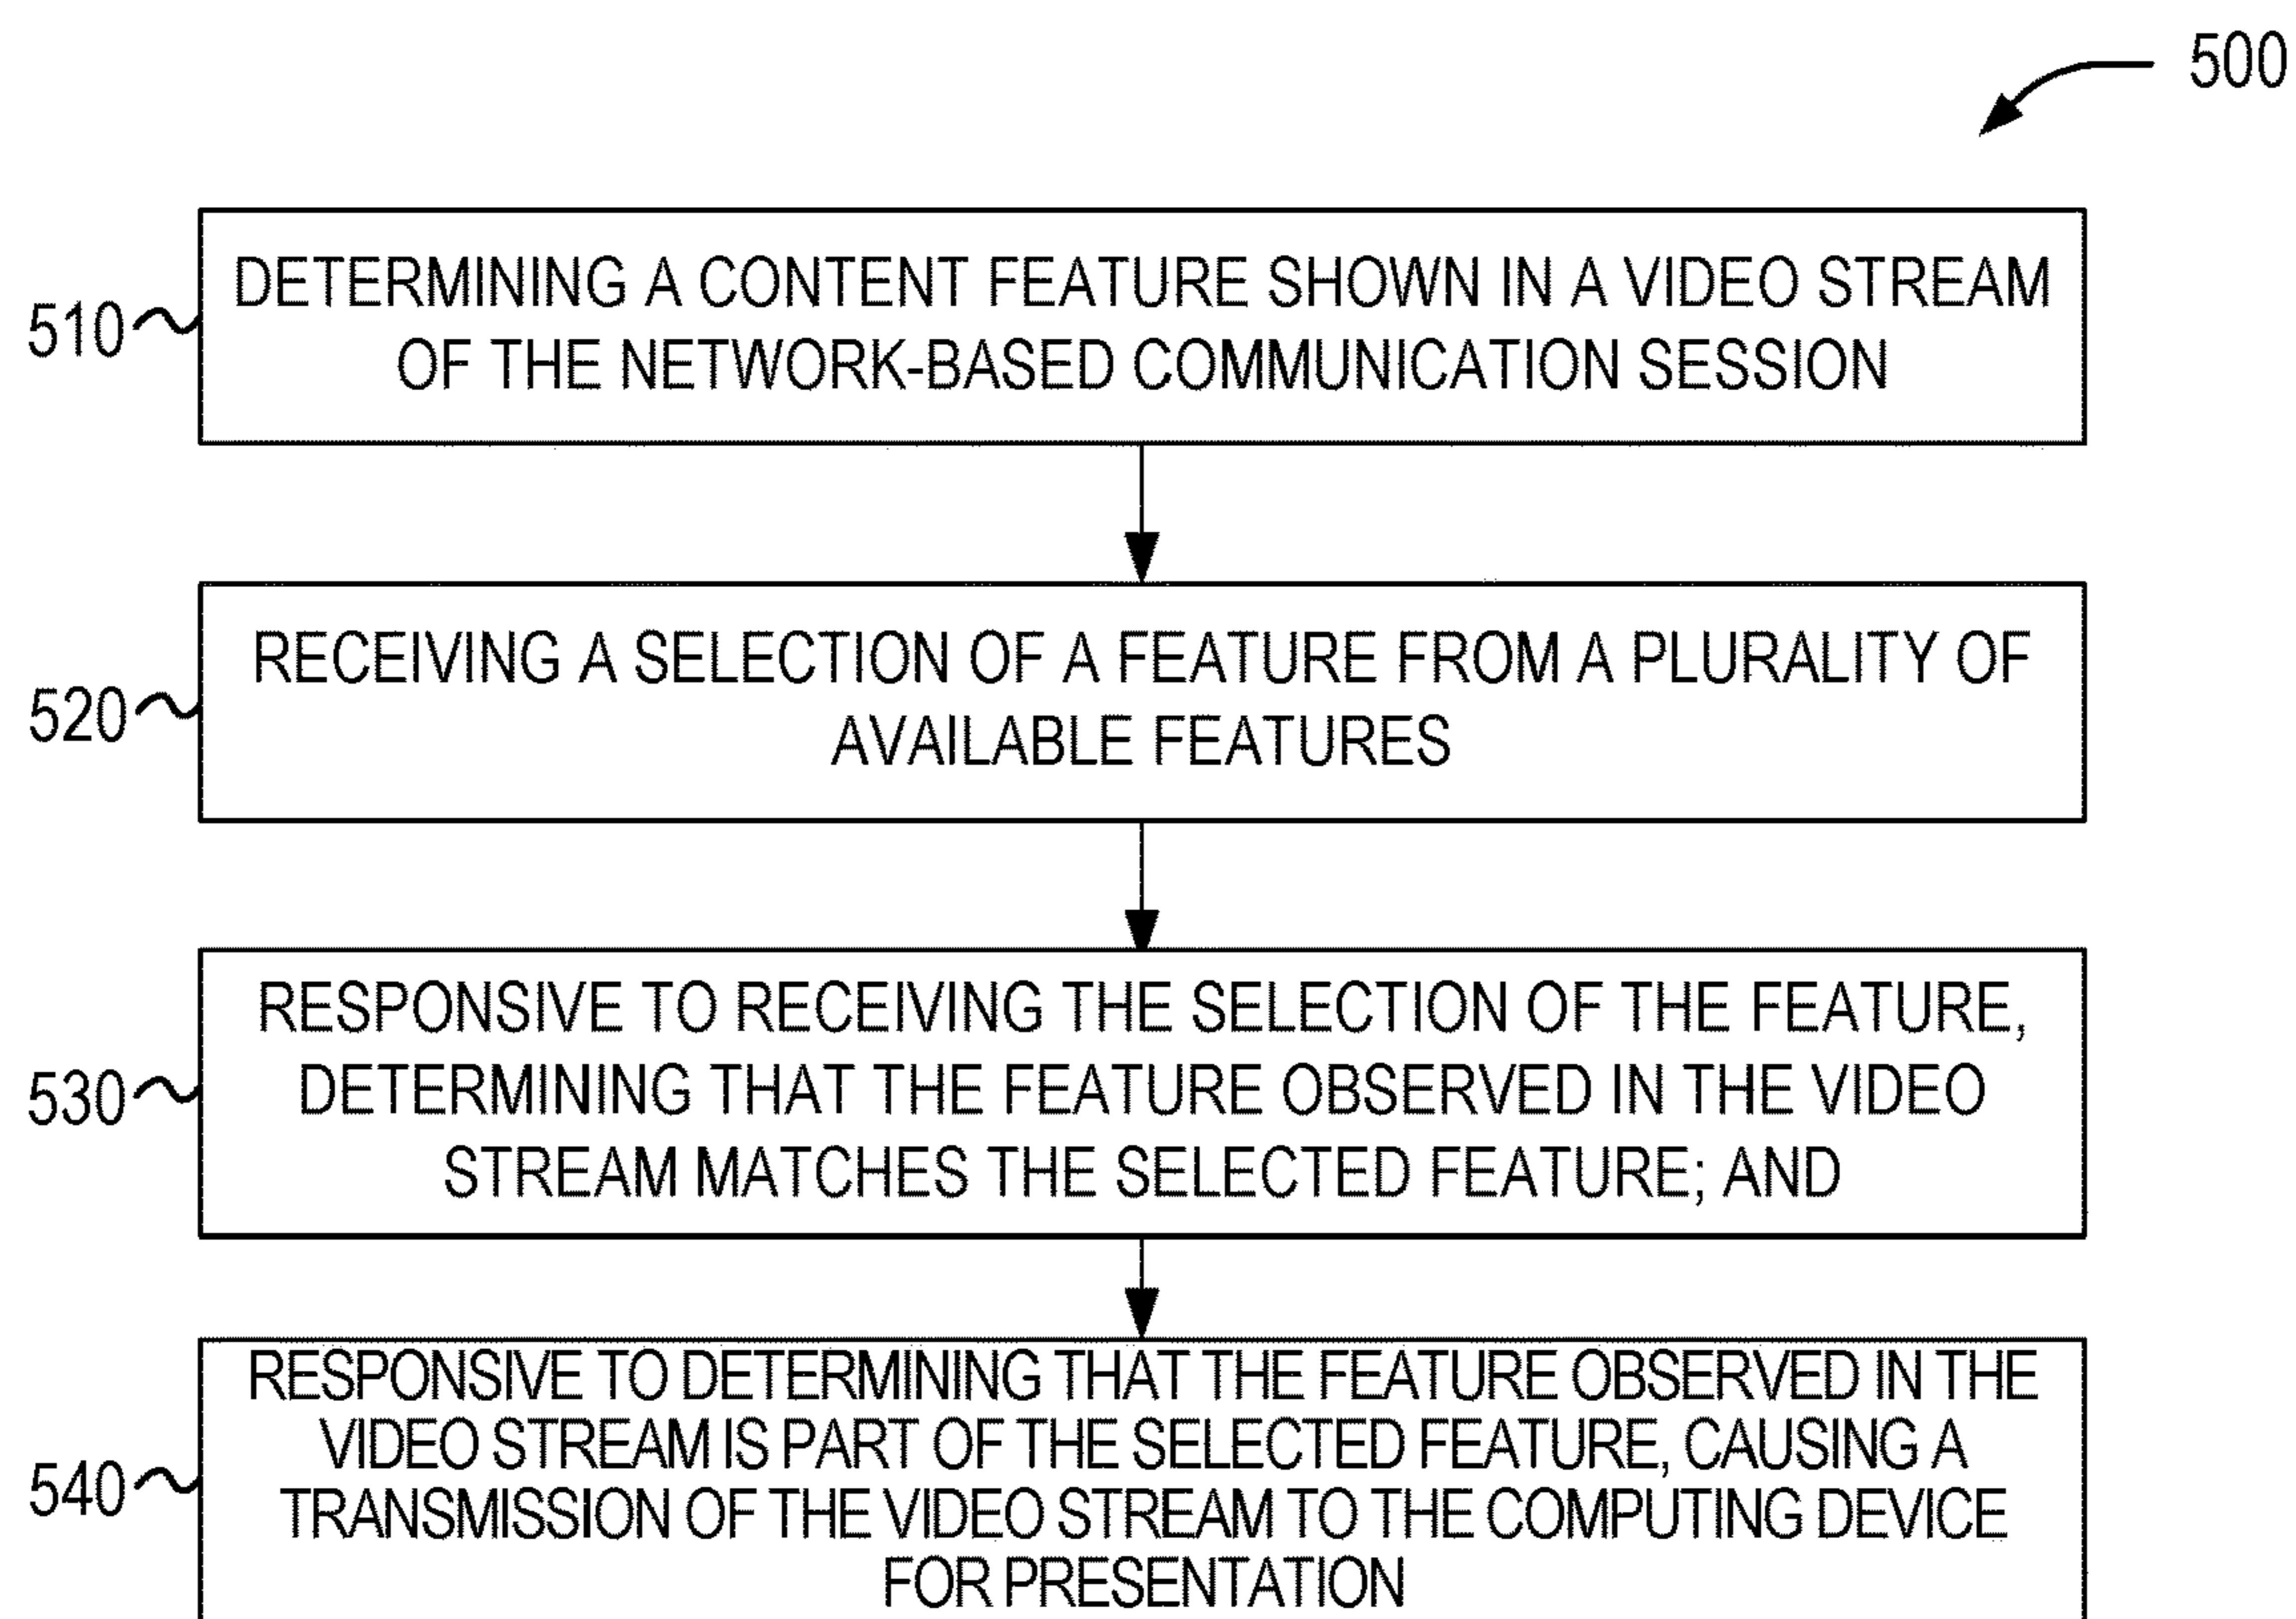 500
510
DETERMINING A CONTENT FEATURE SHOWN IN A VIDEO STREAM
OF THE NETWORK-BASED COMMUNICATION SESSION
520
RECEIVING A SELECTION OF A FEATURE FROM A PLURALITY OF
AVAILABLE FEATURES
530
RESPONSIVE TO RECEIVING THE SELECTION OF THE FEATURE,
DETERMINING THAT THE FEATURE OBSERVED IN THE VIDEO
STREAM MATCHES THE SELECTED FEATURE; AND
540
RESPONSIVE TO DETERMINING THAT THE FEATURE OBSERVED IN THE
VIDEO STREAM IS PART OF THE SELECTED FEATURE, CAUSING A
TRANSMISSION OF THE VIDEO STREAM TO THE COMPUTING DEVICE
FOR PRESENTATION